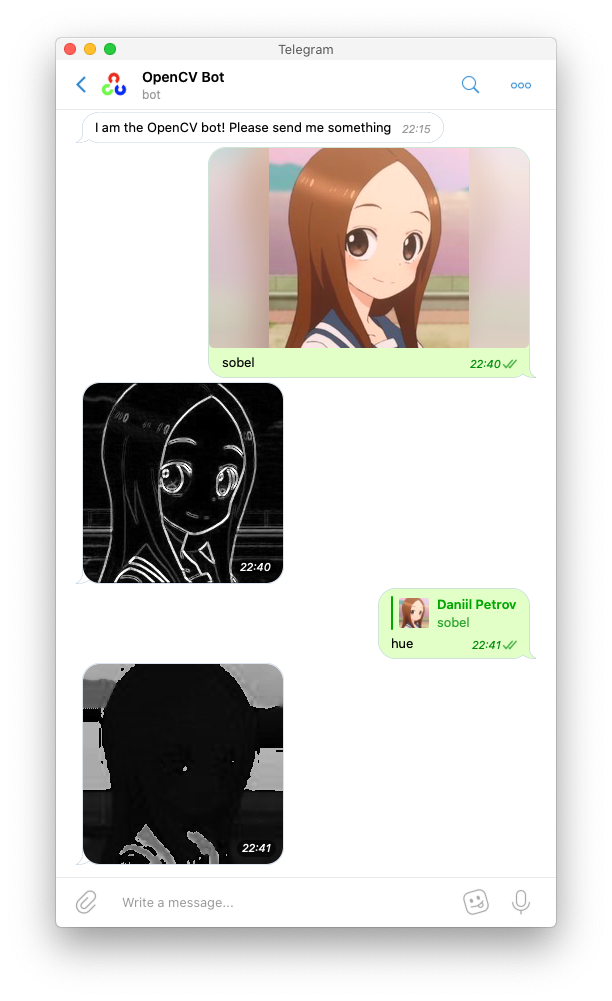 Telegram
OpenCV Bot
bot
I am the OpenCV bot! Please send me something 22:15
sobel 22:40
22:40
Daniil Petrov
sobel
hue 22:41
22:41
Write a message...